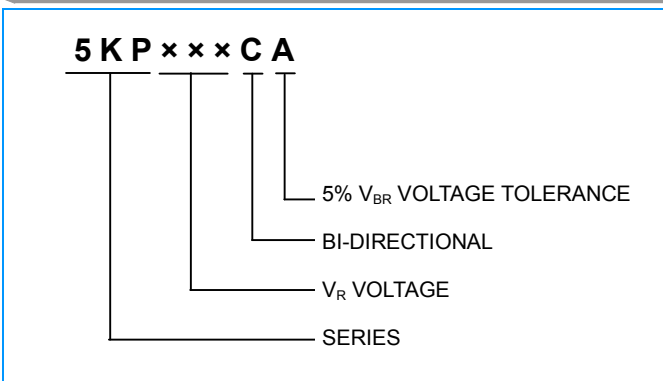 5KP×××CA
5% VBR VOLTAGE TOLERANCE
BI-DIRECTIONAL
VR VOLTAGE
SERIES